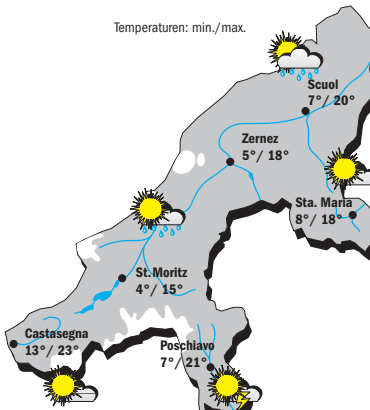 Temperaturen: min./max.
Scuol
7°/ 20°
Zernez
5°/ 18°
Sta. Maria
8°/ 18°
St. Moritz
4°/ 15°
Castasegna
13°/ 23°
Poschiavo
7°/ 21°